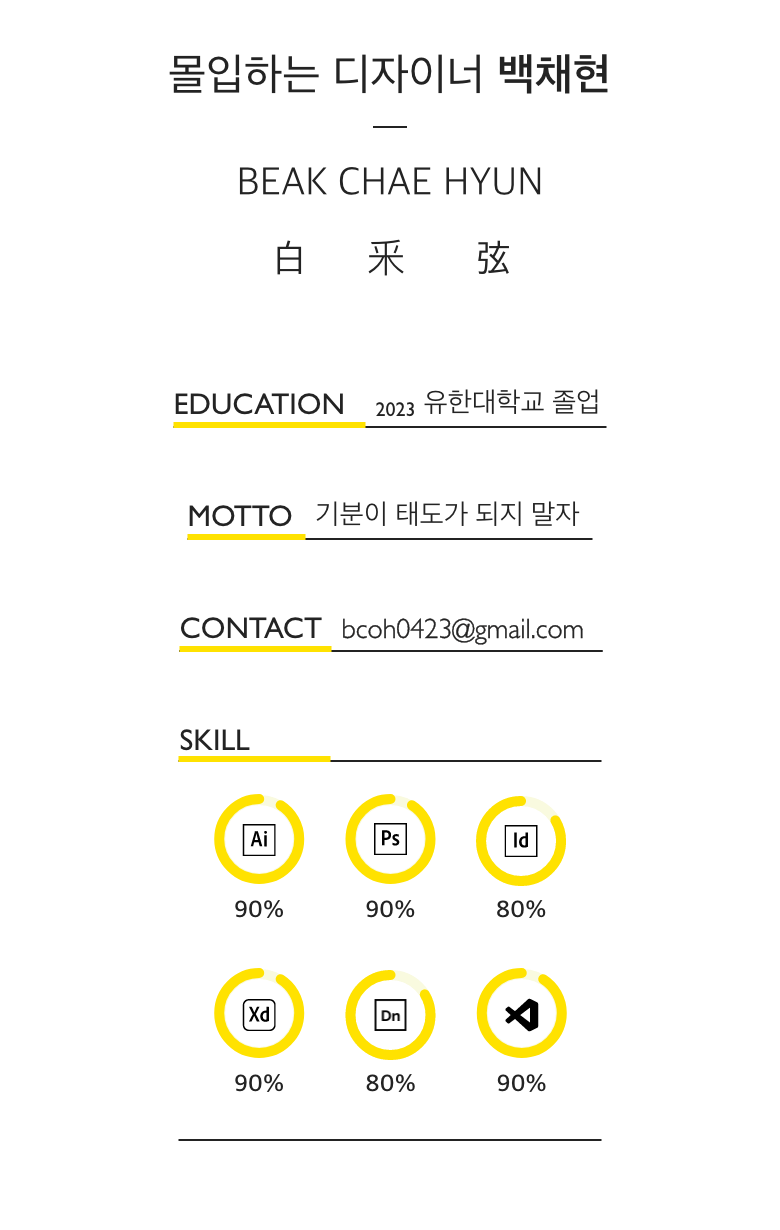 몰입하는 디자이너 백채현
BEAK CHAE HYUN
白 釆 弦
EDUCATION 2023 유한대학교 졸업
MOTTO 기분이 태도가 되지 말자
CONTACT bcoh0423@gmail.com
SKILL
Ai Ps Id
90% 90% 80%
Xd Dn
90% 80% 90%